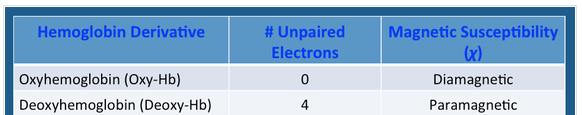 Hemoglobin Derivative # Unpaired Magnetic Susceptibility
Electrons (χ)
Oxyhemoglobin (Oxy-Hb) 0 Diamagnetic
Deoxyhemoglobin (Deoxy-Hb) 4 Paramagnetic